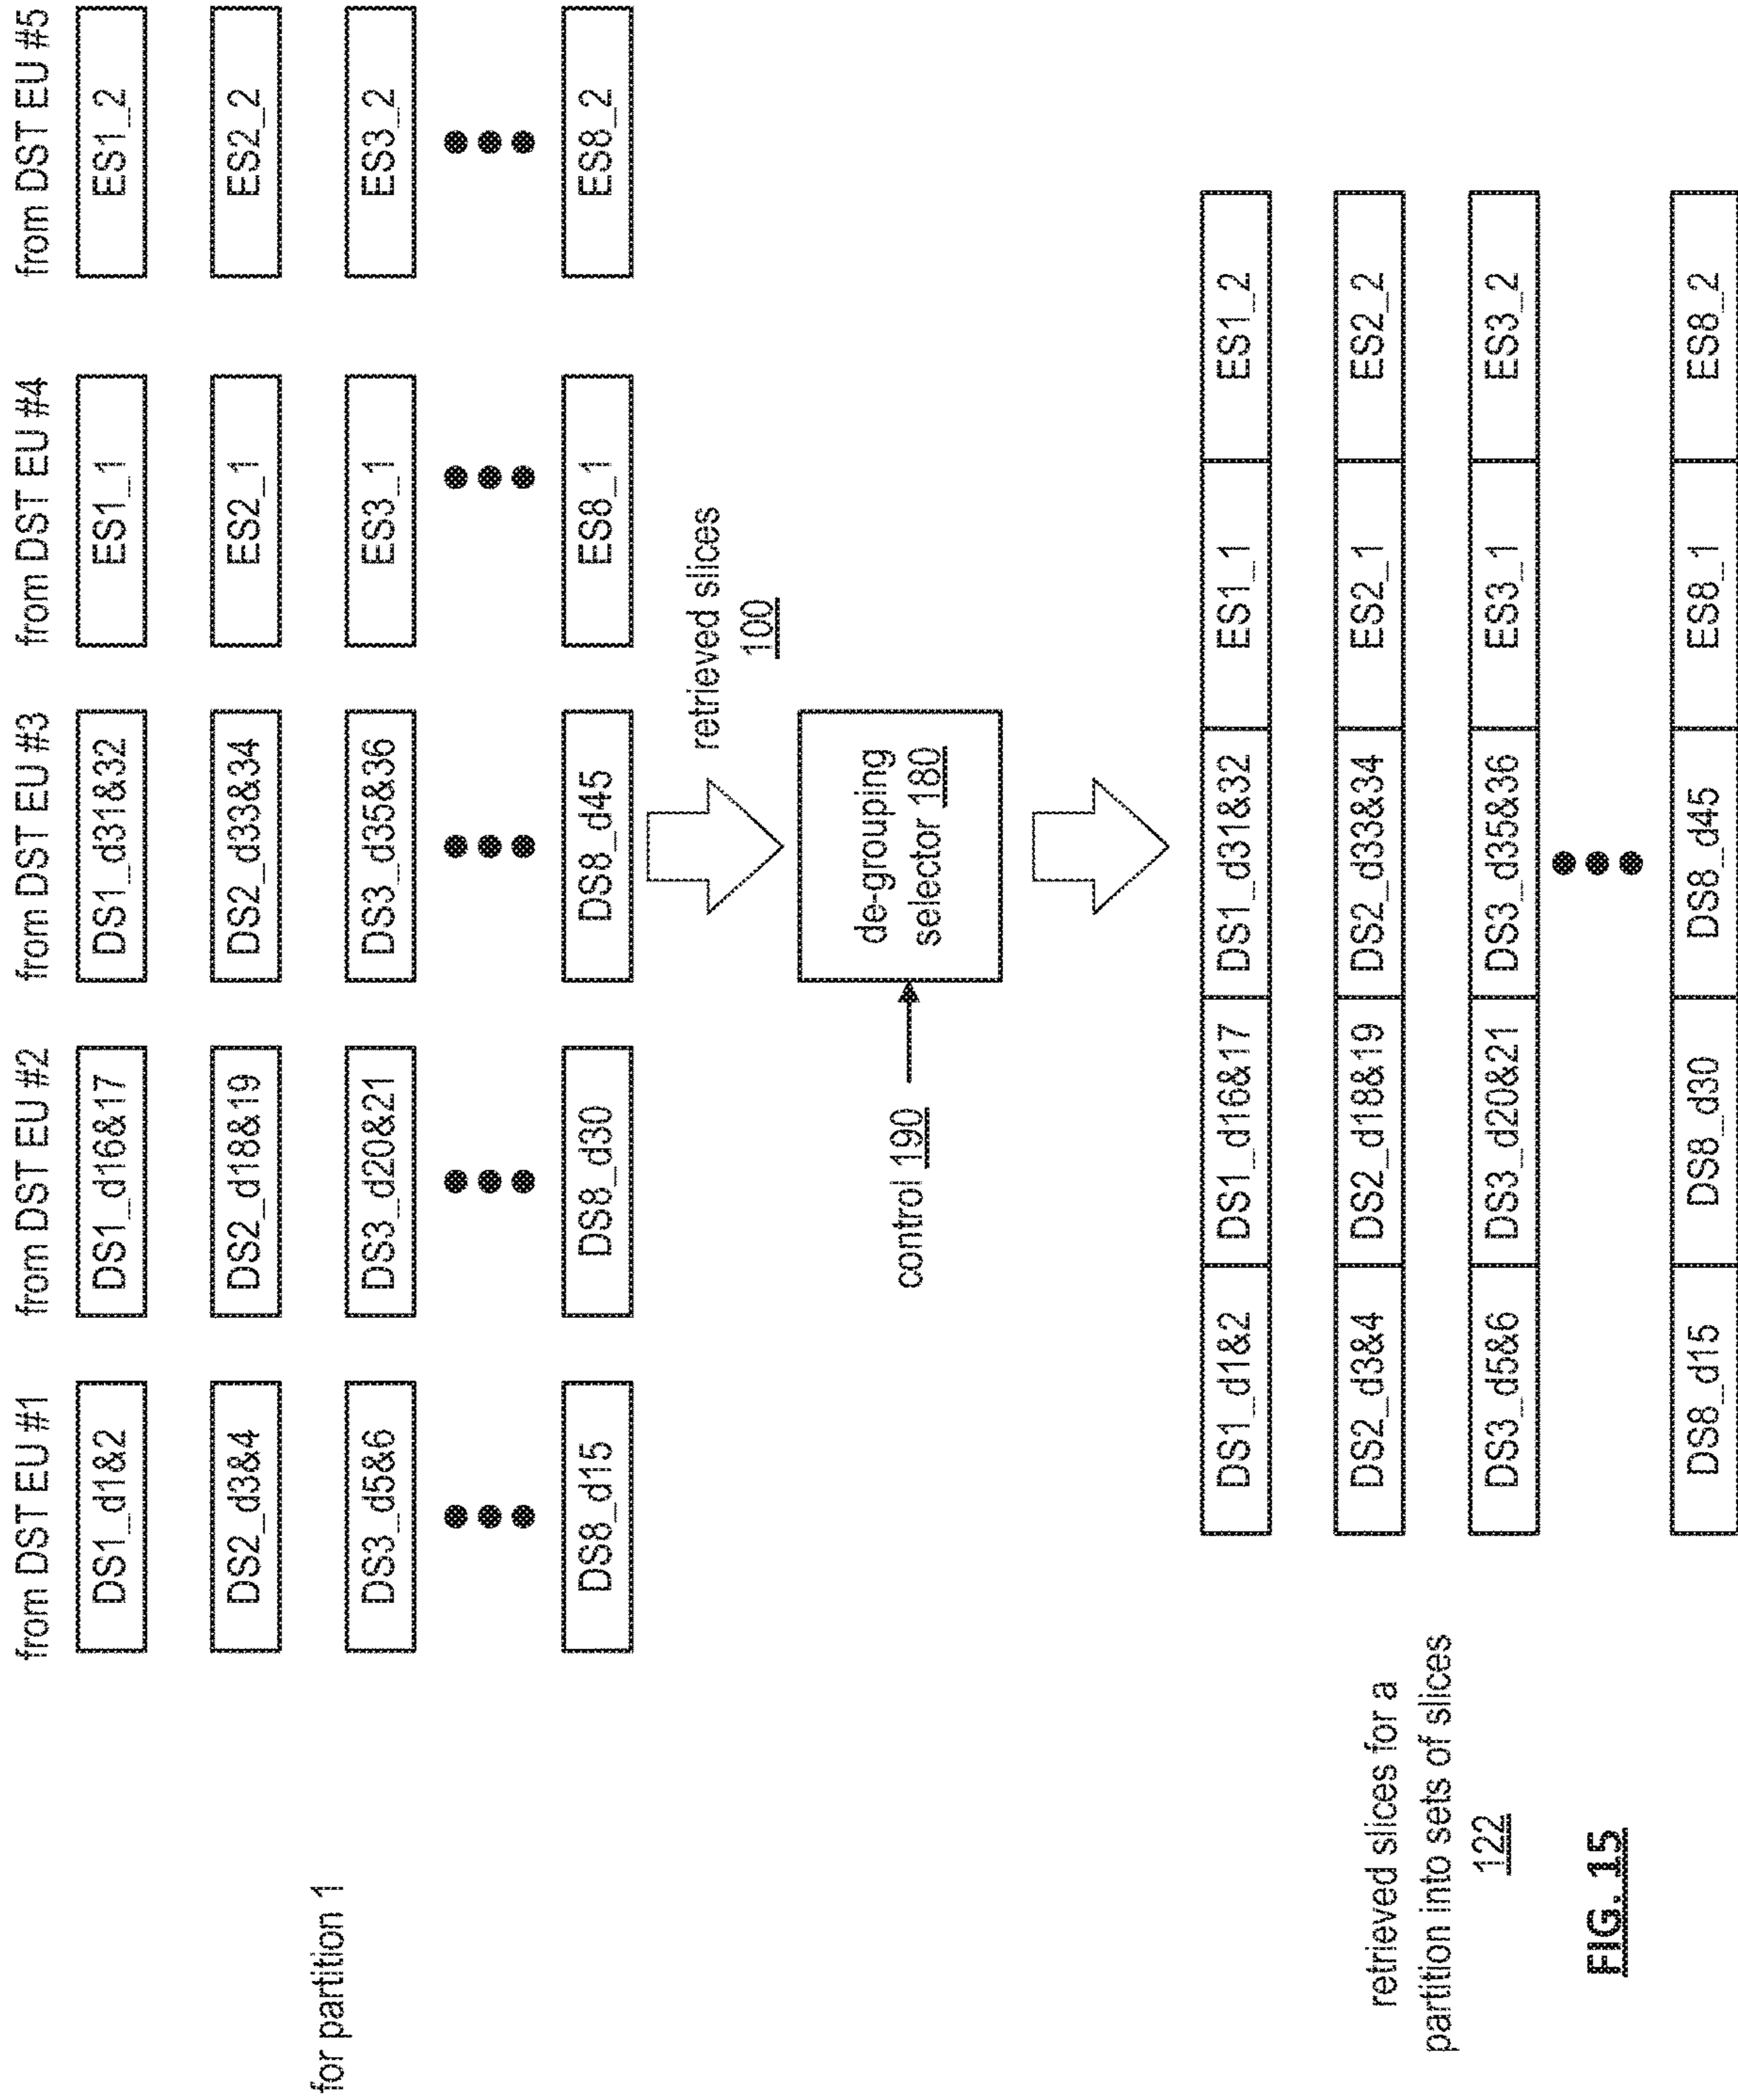 for partition 1
from DST EU #1
from DST EU #2
from DST EU #3
from DST EU #4
from DST EU #5
DS1_d1&2
DS1_d16&17
DS1_d31&32
ES1_1
ES1_2
DS2_d3&4
DS2_d18&19
DS2_d33&34
ES2_1
ES2_2
DS3_d5&6
DS3_d20&21
DS3_d35&36
ES3_1
ES3_2
DS8_d15
DS8_d30
DS8_d45
ES8_1
ES8_2
retrieved slices
100
control 190
de-grouping
selector 180
retrieved slices for a
partition into sets of slices
122
DS1_d1&2
DS1_d16&17
DS1_d31&32
ES1_1
ES1_2
DS2_d3&4
DS2_d18&19
DS2_d33&34
ES2_1
ES2_2
DS3_d5&6
DS3_d20&21
DS3_d35&36
ES3_1
ES3_2
DS8_d15
DS8_d30
DS8_d45
ES8_1
ES8_2
FIG. 15